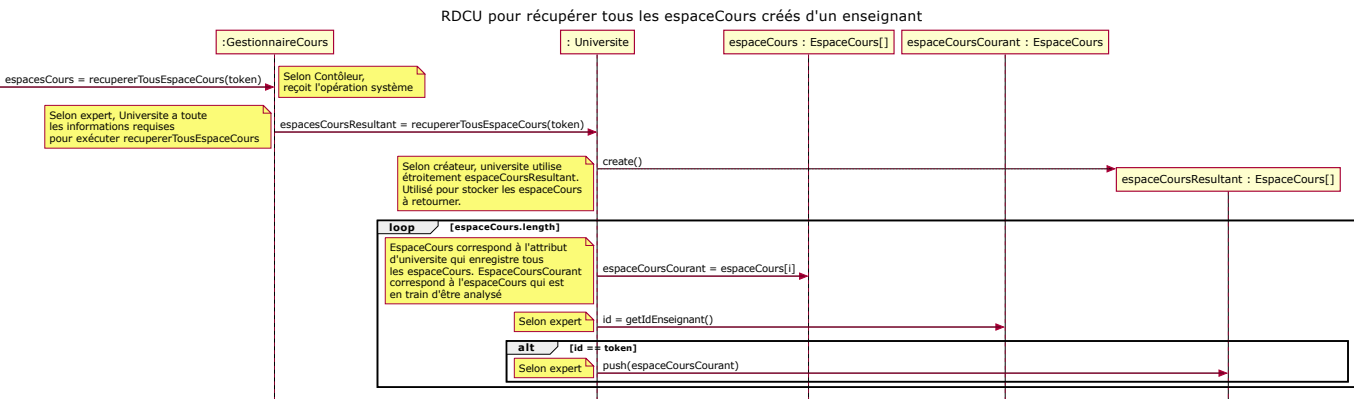 RDCU pour récupérer tous les espaceCours créés d'un enseignant
:GestionnaireCours
: Universite
espaceCours : EspaceCours[]
espaceCoursCourant : EspaceCours
espacesCours = recupererTousEspaceCours(token)
Selon Contôleur,
reçoit l'opération système
Selon expert, Universite a toute
les informations requises
pour exécuter recupererTousEspaceCours
espacesCoursResultant = recupererTousEspaceCours(token)
Selon créateur, universite utilise
étroitement espaceCoursResultant.
Utilisé pour stocker les espaceCours
à retourner.
create()
espaceCoursResultant : EspaceCours[]
loop
[espaceCours.length]
EspaceCours correspond à l'attribut
d'universite qui enregistre tous
les espaceCours. EspaceCoursCourant
correspond à l'espaceCours qui est
en train d'être analysé
espaceCoursCourant = espaceCours[i]
Selon expert
id = getIdEnseignant()
alt
[id == token]
Selon expert
push(espaceCoursCourant)